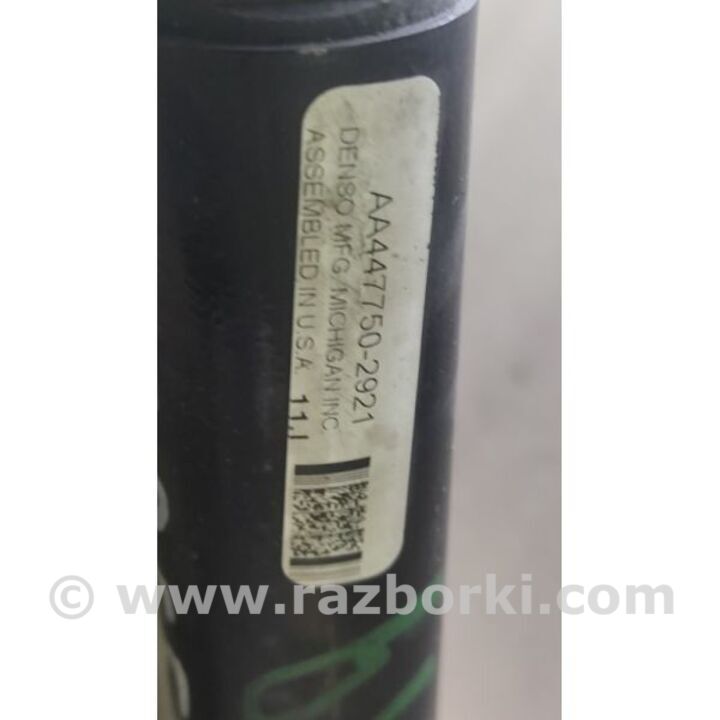 AA447750-2921
DENSO MFG. MICHIGAN INC
ASSEMBLED IN U.S.A. 11.I
© www.razborki.com